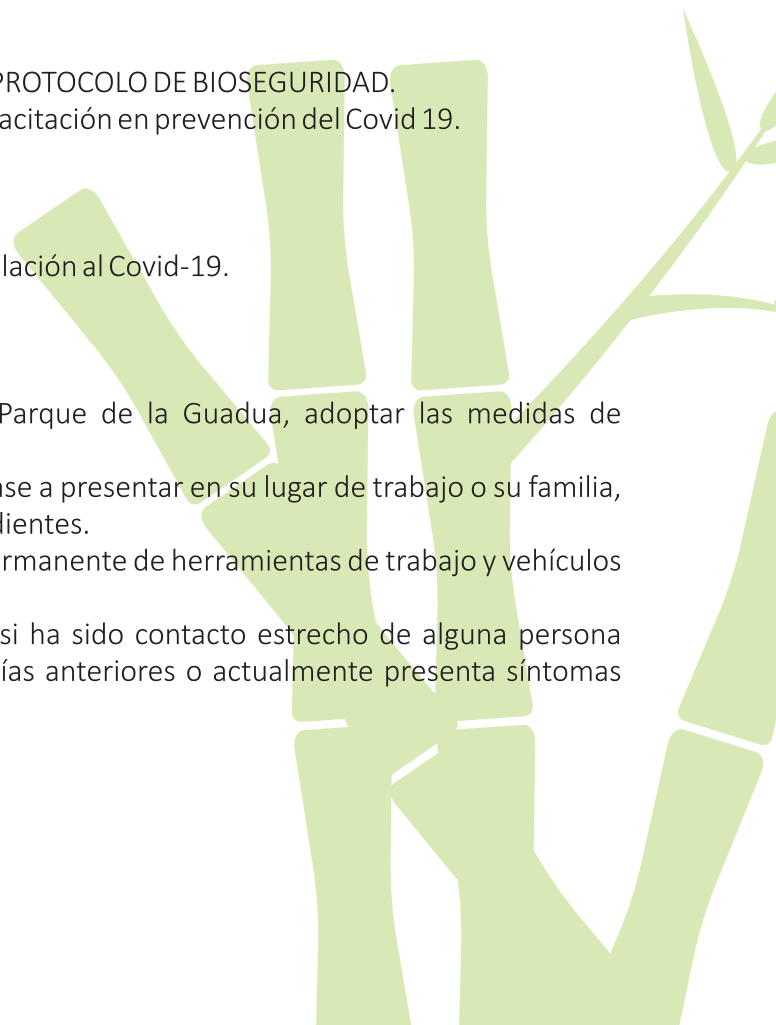 PROTOCOLO DE BIOSEGURIDAD.
acitación en prevención del Covid 19.
lación al Covid-19.
Parque de la Guadua, adoptar las medidas de
ase a presentar en su lugar de trabajo o su familia,
dientes.
ermanente de herramientas de trabajo y vehículos
si ha sido contacto estrecho de alguna persona
ías anteriores o actualmente presenta síntomas